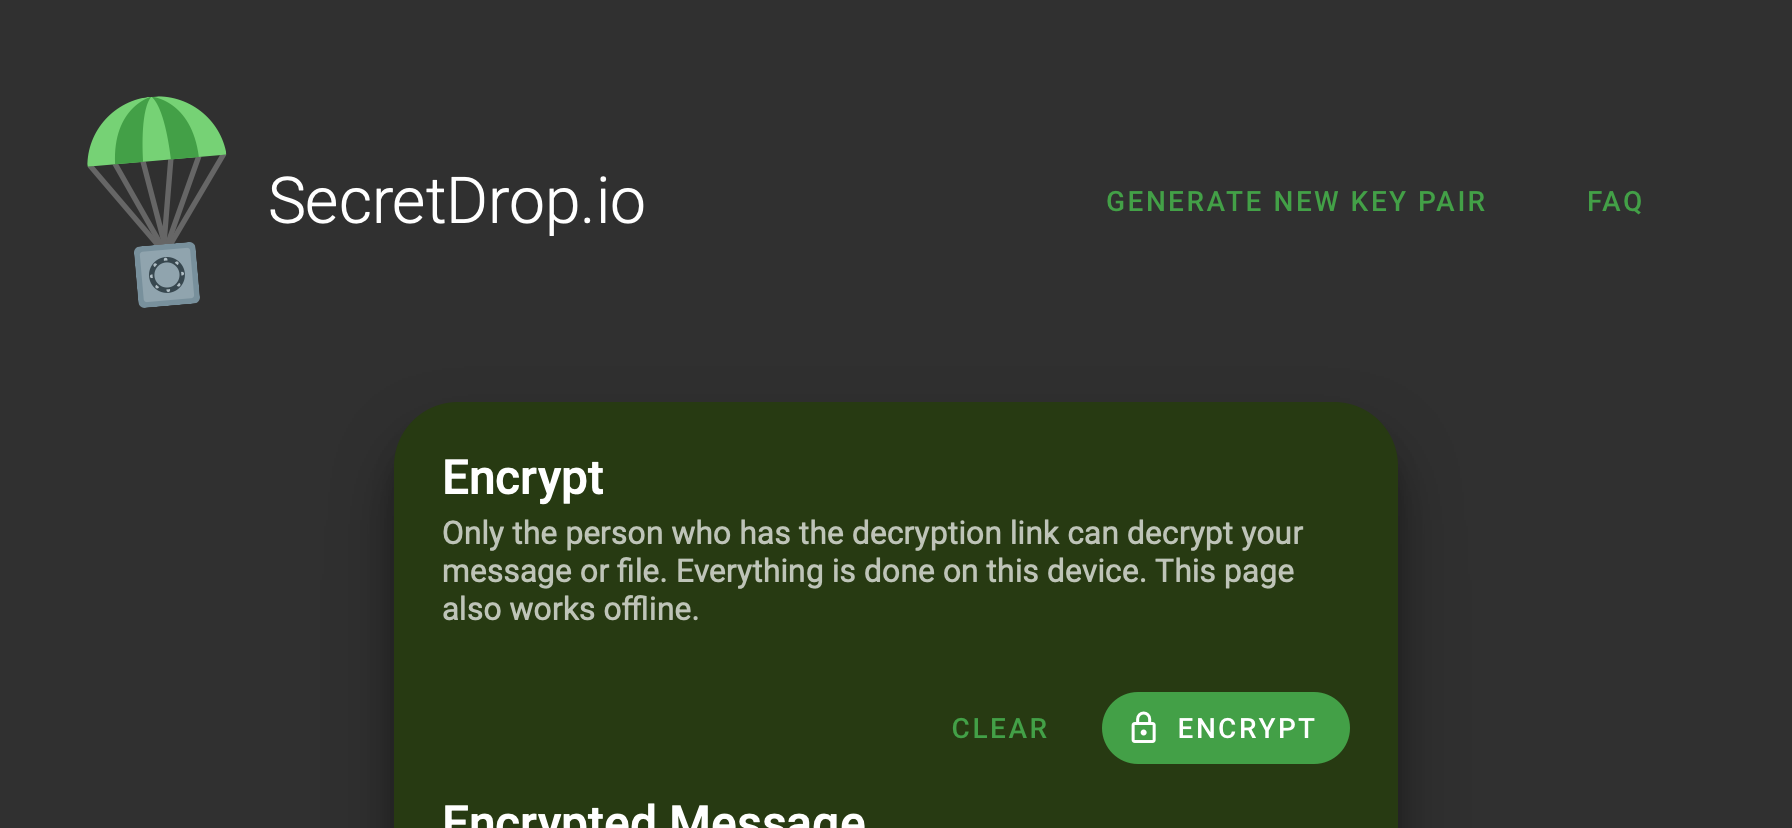 SecretDrop.io
GENERATE NEW KEY PAIR
FAQ
Encrypt
Only the person who has the decryption link can decrypt your
message or file. Everything is done on this device. This page
also works offline.
CLEAR
ENCRYPT
Encrypted Message